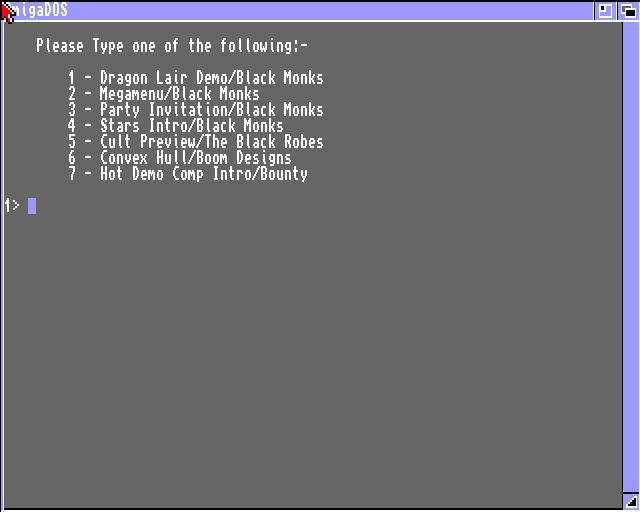 migaDOS
Please Type one of the following:-
1 - Dragon Lair Demo/Black Monks
2 - Megamenu/Black Monks
3 - Party Invitation/Black Monks
4 - Stars Intro/Black Monks
5 - Cult Preview/The Black Robes
6 - Convex Hull/Boom Designs
7 - Hot Demo Comp Intro/Bounty
1>